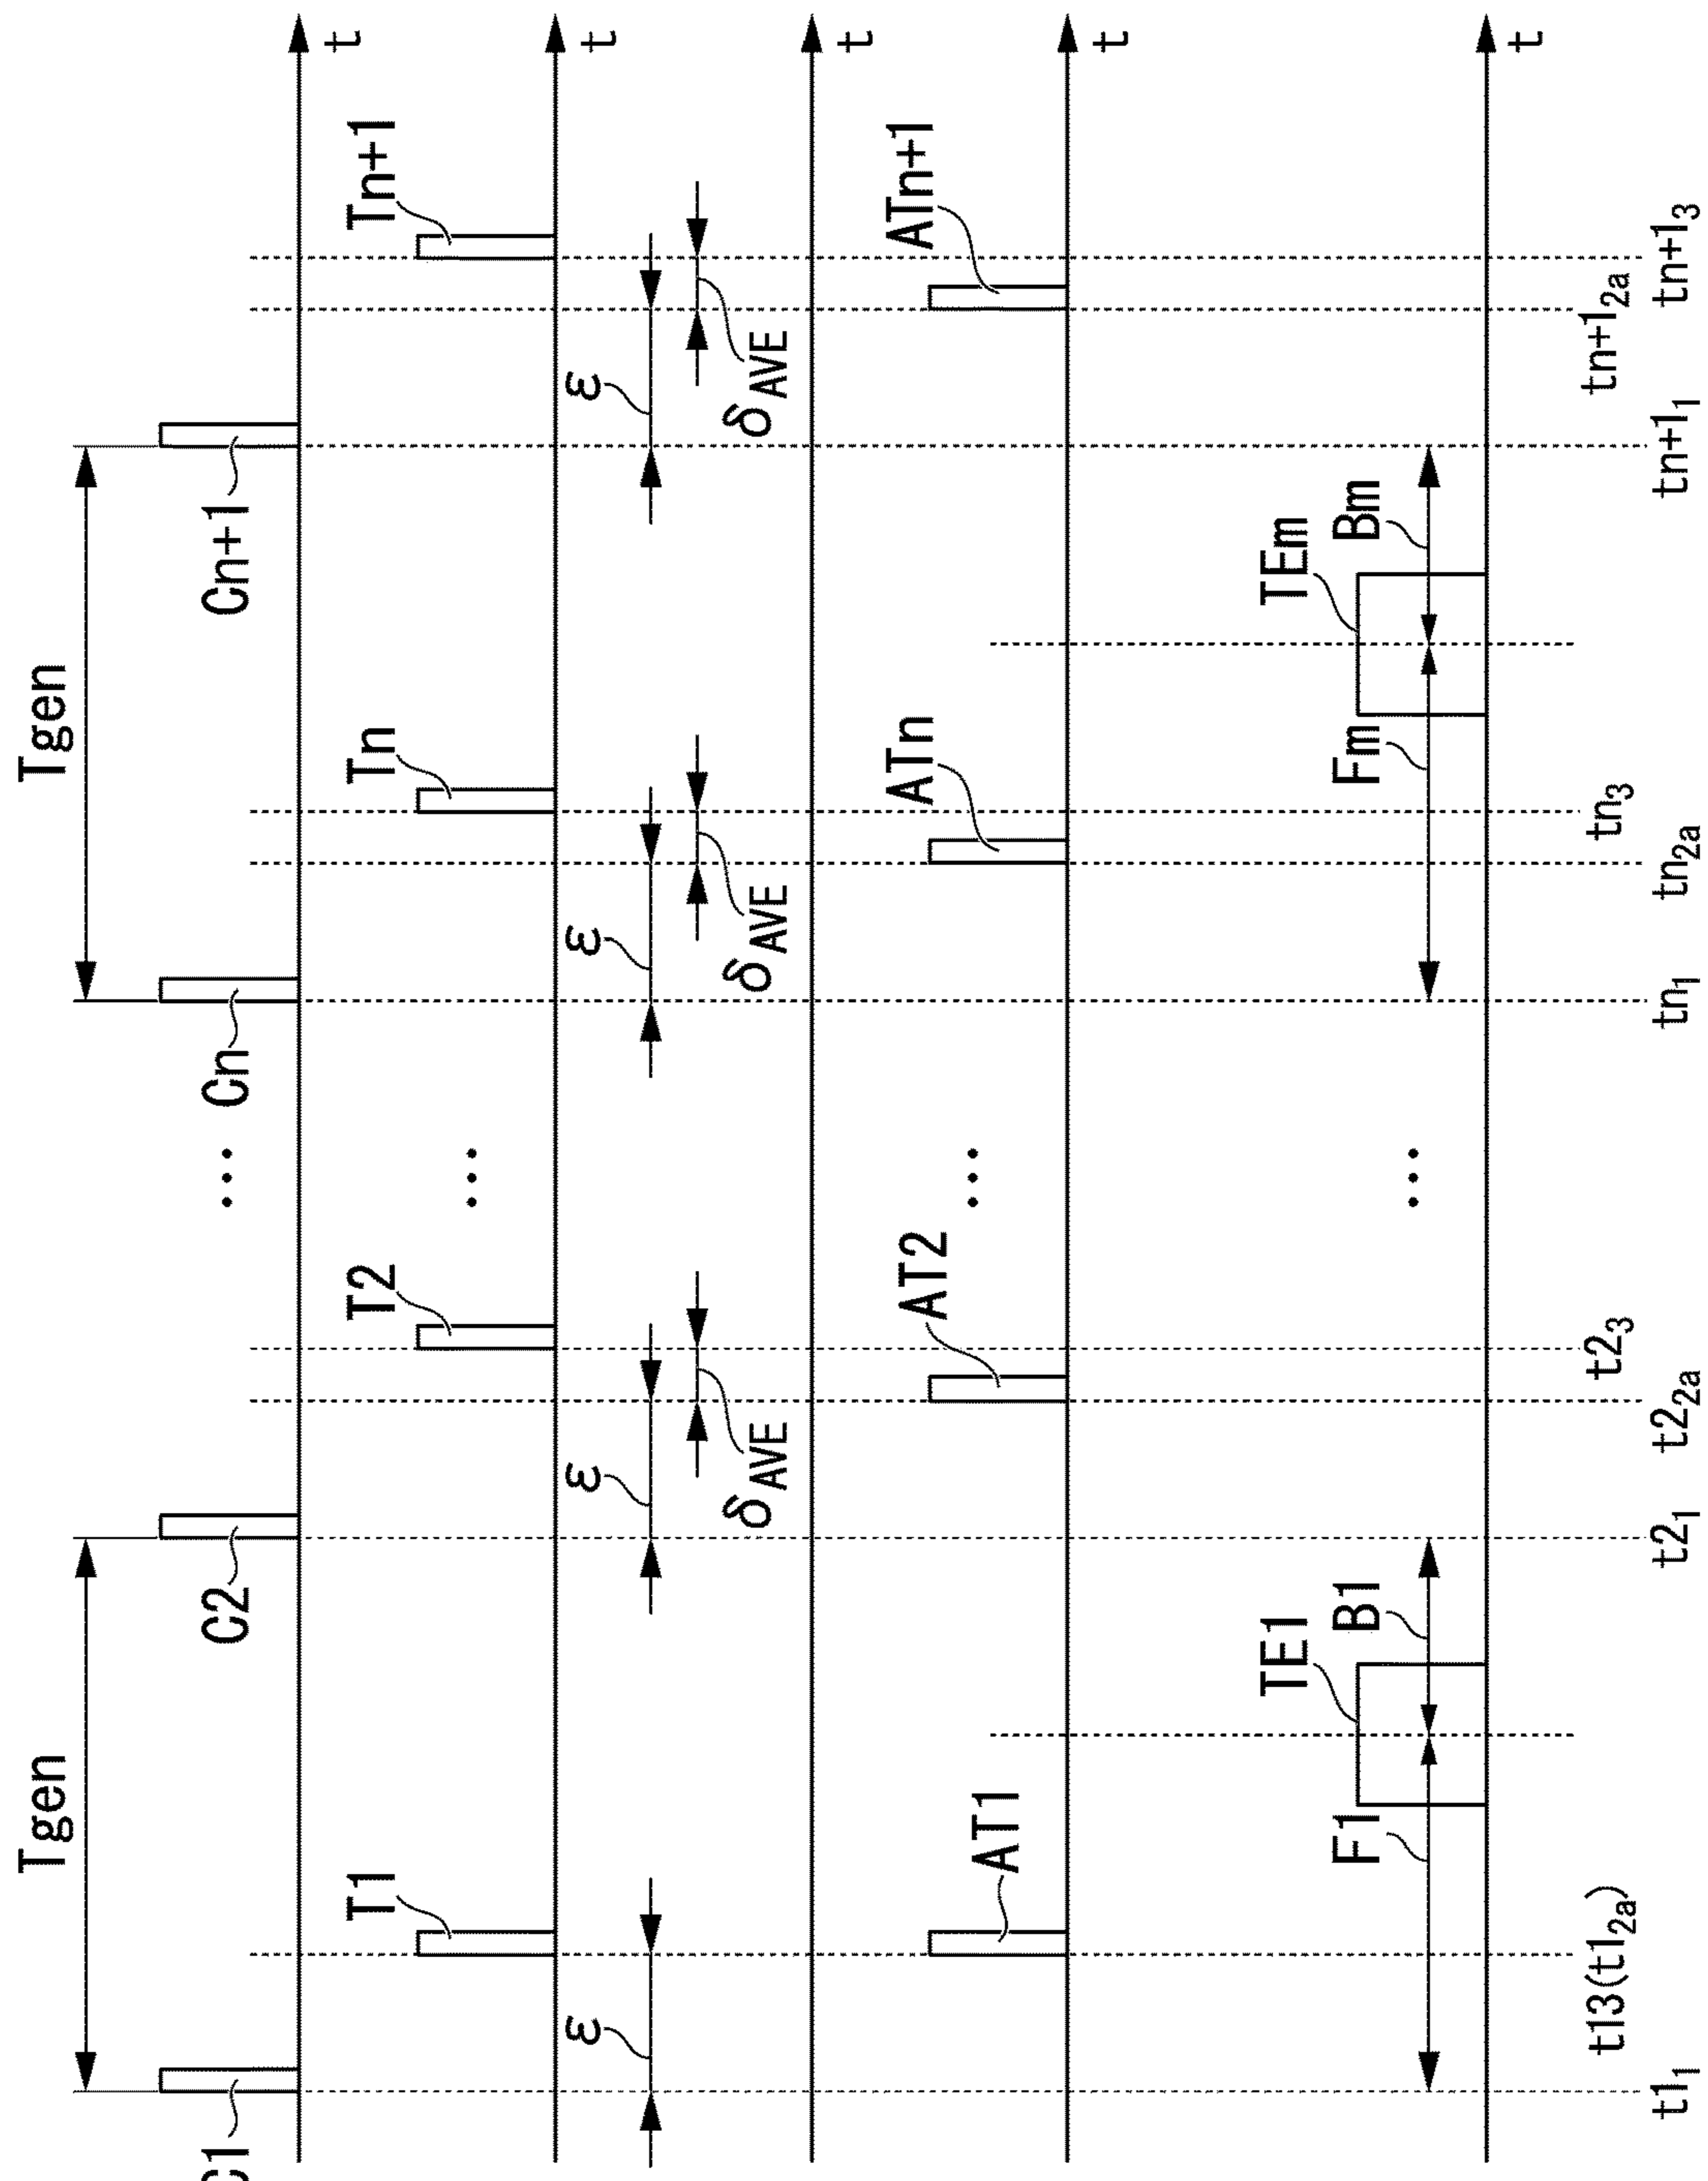 Tgen Tgen
C1 C2 ... Cn Cn+1 t
T1 T2 ... Tn Tn+1 t
ε ε ε ε
δAVE δAVE δAVE t
AT1 AT2 ... ATn ATn+1 t
TE1 TEm
F1 B1 ... Fm Bm t
t13(t1₂ₐ) t2₃ tn₃ tn+1₂ₐ
t1₁ t2₁ t2₂ₐ tn₁ tn₂ₐ tn+1₁ tn+1₃